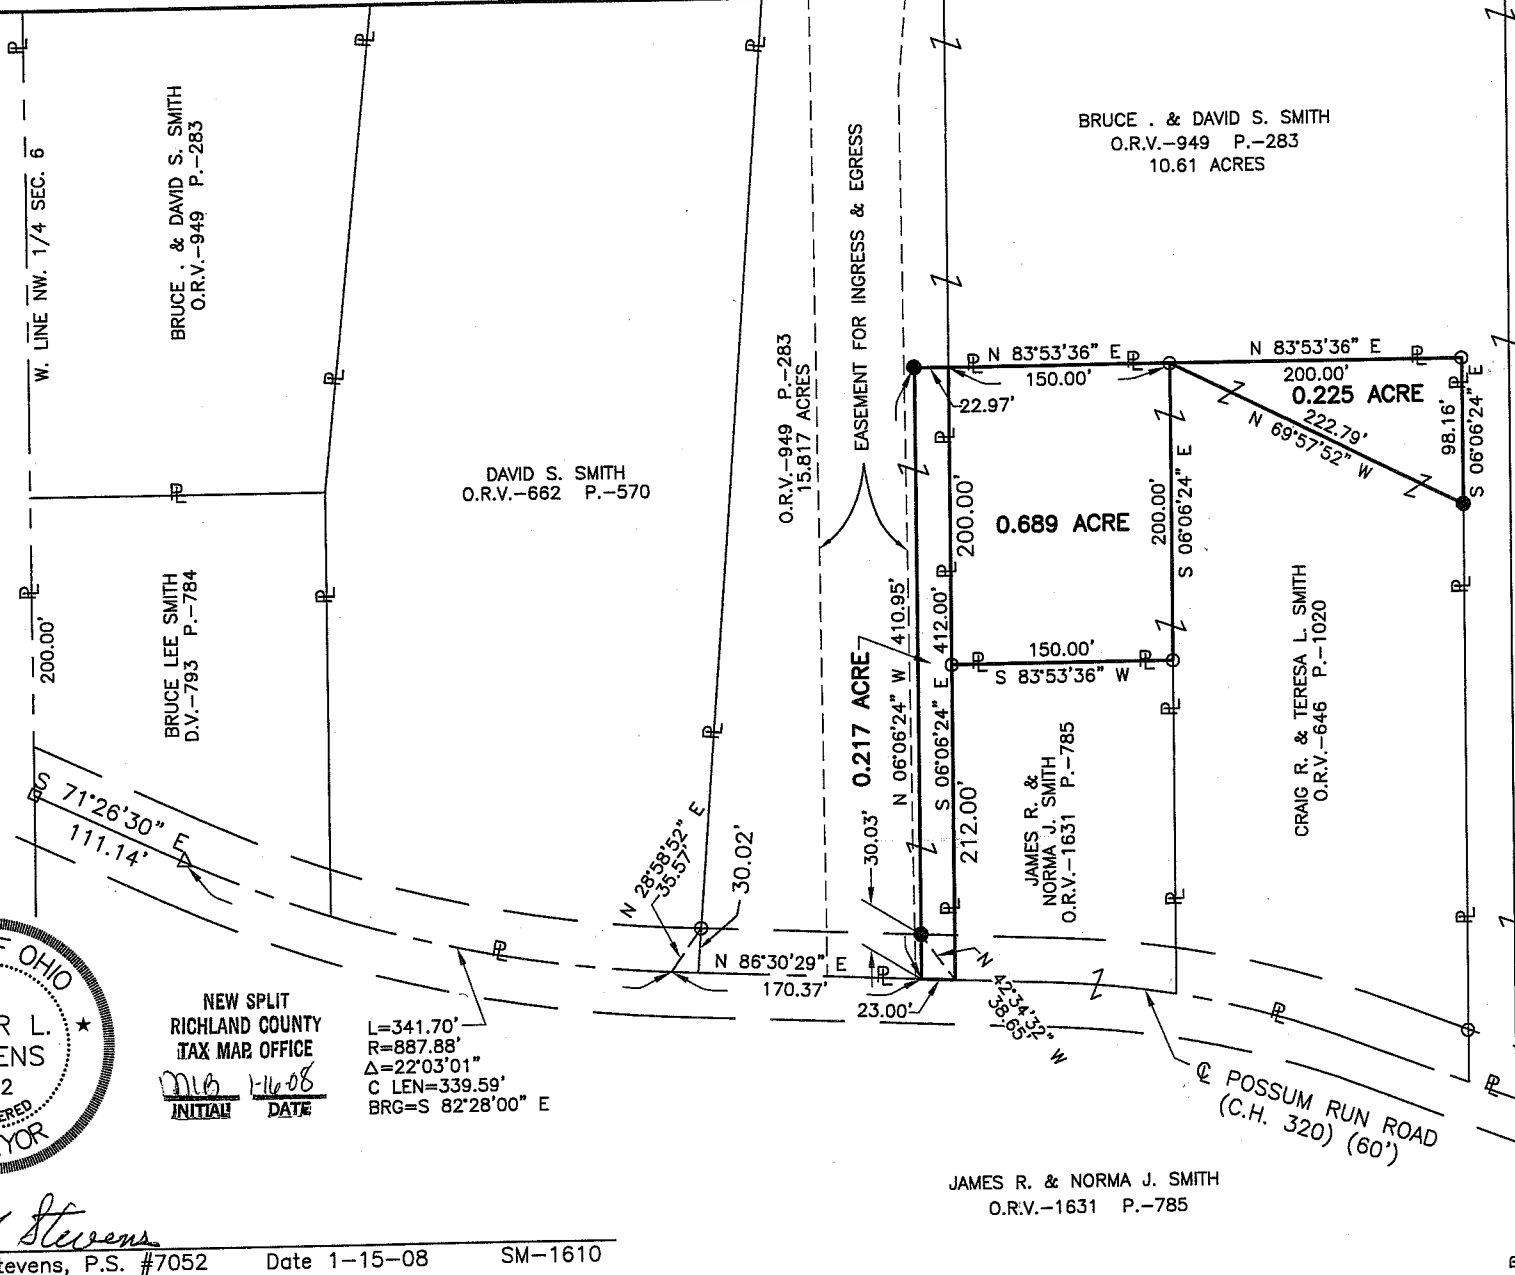 W. LINE NW. 1/4 SEC. 6
BRUCE . & DAVID S. SMITH
O.R.V.-949 P.-283
BRUCE . & DAVID S. SMITH
O.R.V.-949 P.-283
10.61 ACRES
EASEMENT FOR INGRESS & EGRESS
O.R.V.-949 P.-283
15.817 ACRES
DAVID S. SMITH
O.R.V.-662 P.-570
N 83°53'36" E
150.00'
22.97'
N 83°53'36" E
200.00'
0.225 ACRE
222.79'
N 69°57'52" W
98.16'
S 06°06'24" E
200.00'
0.689 ACRE
200.00'
S 06°06'24" E
412.00'
N 06°06'24" W 410.95'
0.217 ACRE
S 06°06'24" E
150.00'
S 83°53'36" W
212.00'
BRUCE LEE SMITH
D.V.-793 P.-784
200.00'
JAMES R. &
NORMA J. SMITH
O.R.V.-1631 P.-785
CRAIG R. & TERESA L. SMITH
O.R.V.-646 P.-1020
S 71°26'30" E
111.14'
N 28°58'52" E
35.57'
30.02'
30.03'
N 86°30'29" E
170.37'
23.00'
N 42°34'32" W
38.65'
NEW SPLIT
RICHLAND COUNTY
TAX MAP OFFICE
MLB 1-16-08
INITIAL DATE
L=341.70'
R=887.88'
Δ=22°03'01"
C LEN=339.59'
BRG=S 82°28'00" E
℄ POSSUM RUN ROAD
(C.H. 320) (60')
JAMES R. & NORMA J. SMITH
O.R.V.-1631 P.-785
F OHIO
R L.
ENS
2
ERED
YOR
Stevens
tevens, P.S. #7052 Date 1-15-08 SM-1610